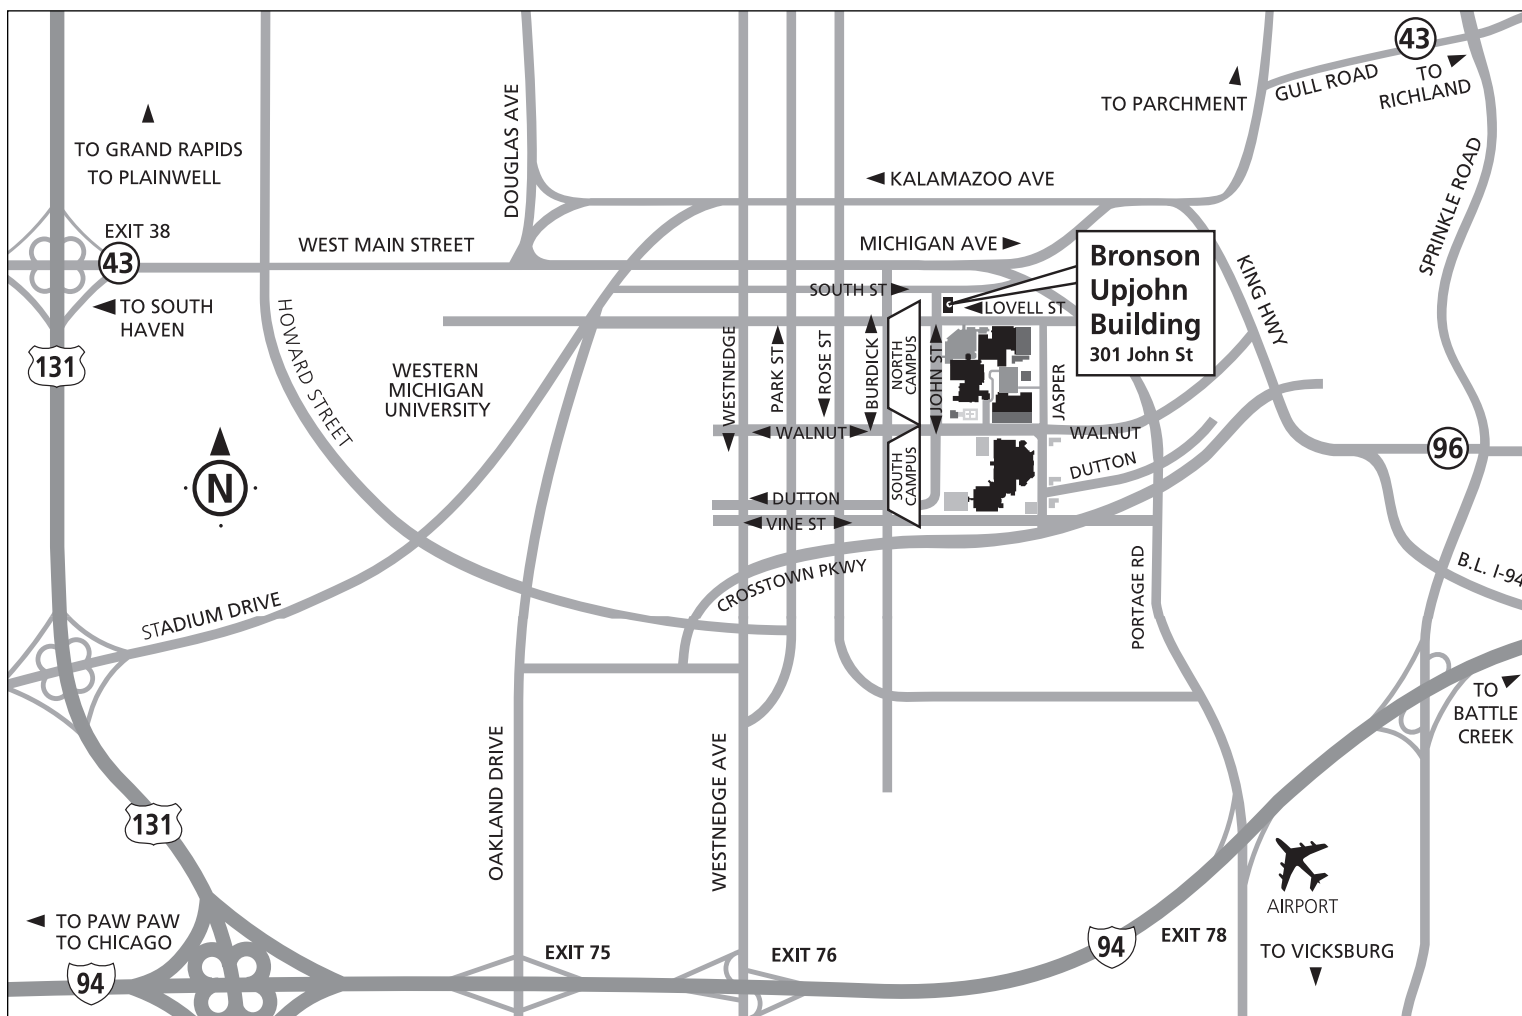 43
TO
RICHLAND
GULL ROAD
TO PARCHMENT
DOUGLAS AVE
TO GRAND RAPIDS
TO PLAINWELL
KALAMAZOO AVE
SPRINKLE ROAD
EXIT 38
43
WEST MAIN STREET
MICHIGAN AVE
KING HWY
Bronson
Upjohn
Building
301 John St
SOUTH ST
LOVELL ST
TO SOUTH
HAVEN
HOWARD STREET
131
WESTERN
MICHIGAN
UNIVERSITY
WESTNEDGE
PARK ST
ROSE ST
BURDICK
NORTH
CAMPUS
JOHN ST
JASPER
WALNUT
WALNUT
96
DUTTON
SOUTH
CAMPUS
N
DUTTON
VINE ST
CROSSTOWN PKWY
PORTAGE RD
B.L. I-94
STADIUM DRIVE
TO
BATTLE
CREEK
OAKLAND DRIVE
WESTNEDGE AVE
131
AIRPORT
TO PAW PAW
TO CHICAGO
94
EXIT 75
EXIT 76
94
EXIT 78
TO VICKSBURG